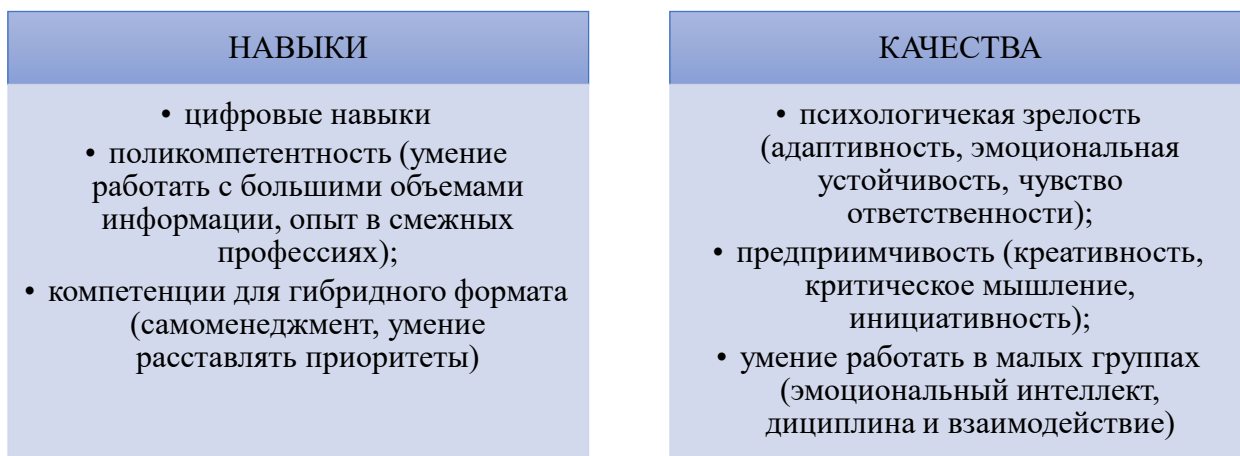 НАВЫКИ
• цифровые навыки
• поликомпетентность (умение
работать с большими объемами
информации, опыт в смежных
профессиях);
• компетенции для гибридного формата
(самоменеджмент, умение
расставлять приоритеты)
КАЧЕСТВА
• психологичекая зрелость
(адаптивность, эмоциональная
устойчивость, чувство
ответственности);
• предприимчивость (креативность,
критическое мышление,
инициативность);
• умение работать в малых группах
(эмоциональный интеллект,
дициплина и взаимодействие)